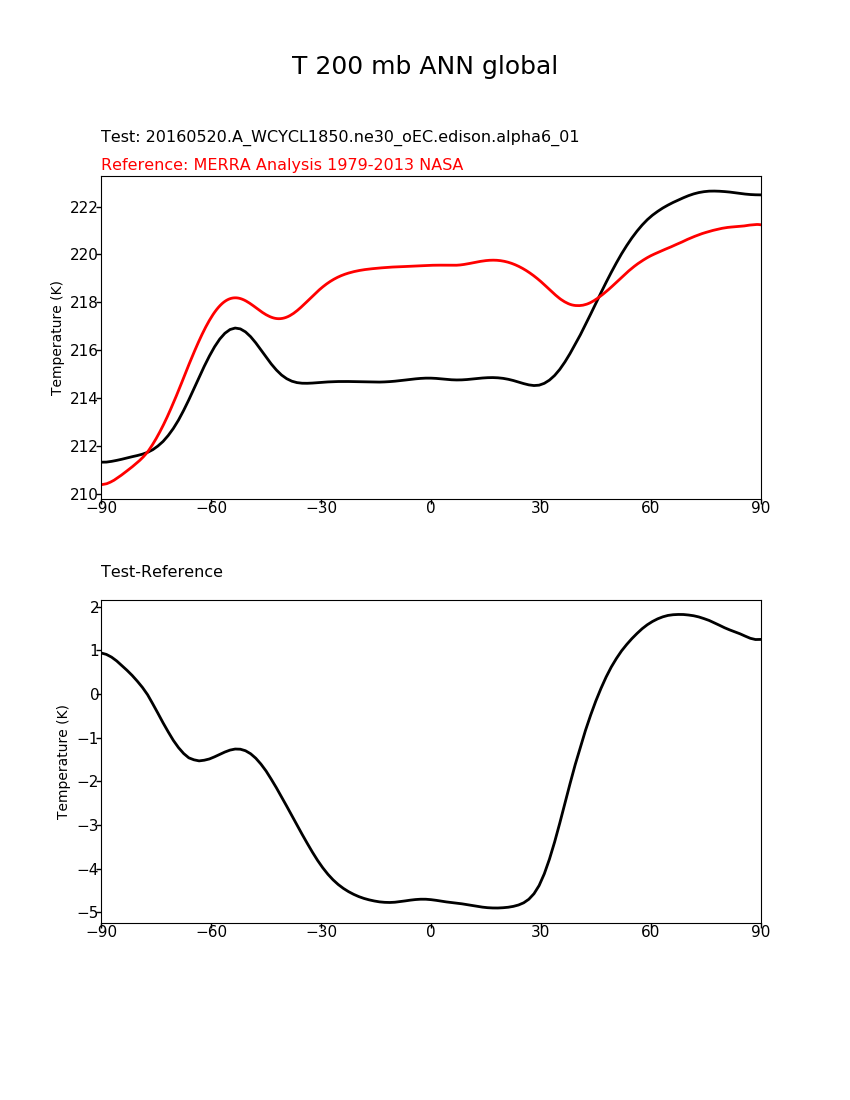 T 200 mb ANN global
Test: 20160520.A_WCYCL1850.ne30_oEC.edison.alpha6_01
Reference: MERRA Analysis 1979-2013 NASA
Temperature (K)
222
220
218
216
214
212
210
−90 −60 −30 0 30 60 90
Test-Reference
Temperature (K)
2
1
0
−1
−2
−3
−4
−5
−90 −60 −30 0 30 60 90